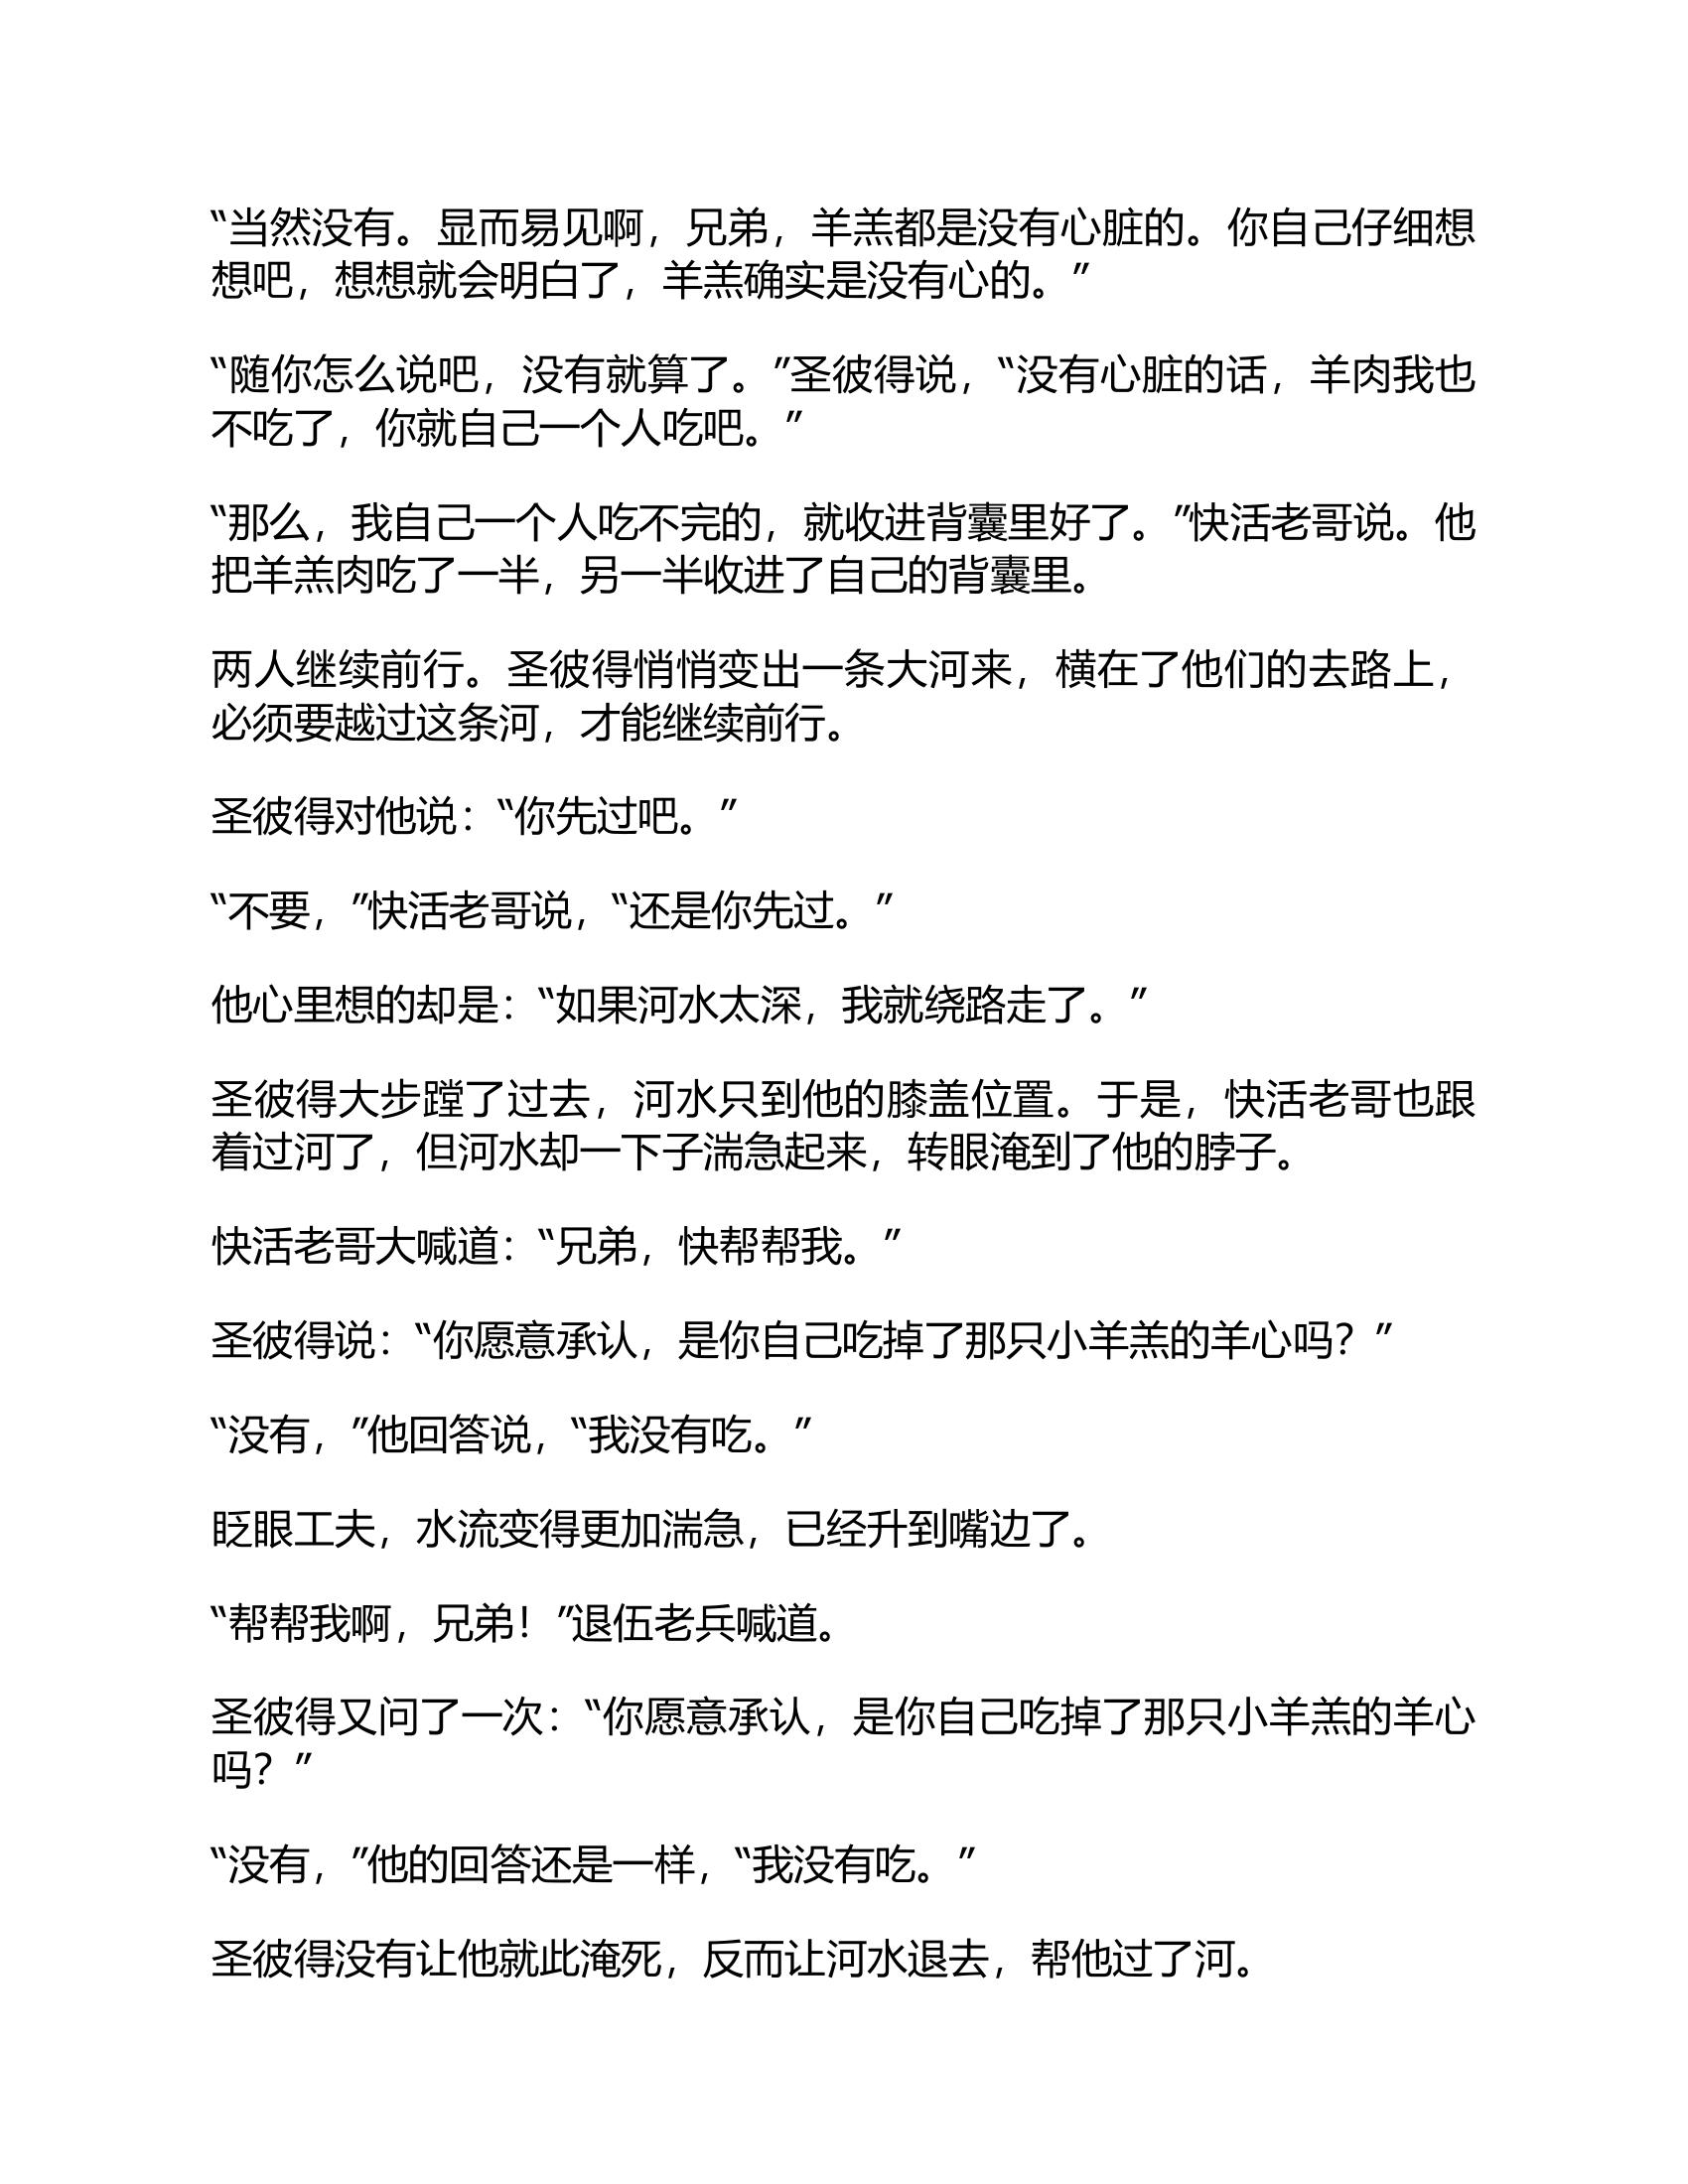 “当然没有。显而易见啊，兄弟，羊羔都是没有心脏的。你自己仔细想
想吧，想想就会明白了，羊羔确实是没有心的。”
“随你怎么说吧，没有就算了。”圣彼得说，“没有心脏的话，羊肉我也
不吃了，你就自己一个人吃吧。”
“那么，我自己一个人吃不完的，就收进背囊里好了。”快活老哥说。他
把羊羔肉吃了一半，另一半收进了自己的背囊里。
两人继续前行。圣彼得悄悄变出一条大河来，横在了他们的去路上，
必须要越过这条河，才能继续前行。
圣彼得对他说：“你先过吧。”
“不要，”快活老哥说，“还是你先过。”
他心里想的却是：“如果河水太深，我就绕路走了。”
圣彼得大步蹚了过去，河水只到他的膝盖位置。于是，快活老哥也跟
着过河了，但河水却一下子湍急起来，转眼淹到了他的脖子。
快活老哥大喊道：“兄弟，快帮帮我。”
圣彼得说：“你愿意承认，是你自己吃掉了那只小羊羔的羊心吗？”
“没有，”他回答说，“我没有吃。”
眨眼工夫，水流变得更加湍急，已经升到嘴边了。
“帮帮我啊，兄弟！”退伍老兵喊道。
圣彼得又问了一次：“你愿意承认，是你自己吃掉了那只小羊羔的羊心
吗？”
“没有，”他的回答还是一样，“我没有吃。”
圣彼得没有让他就此淹死，反而让河水退去，帮他过了河。